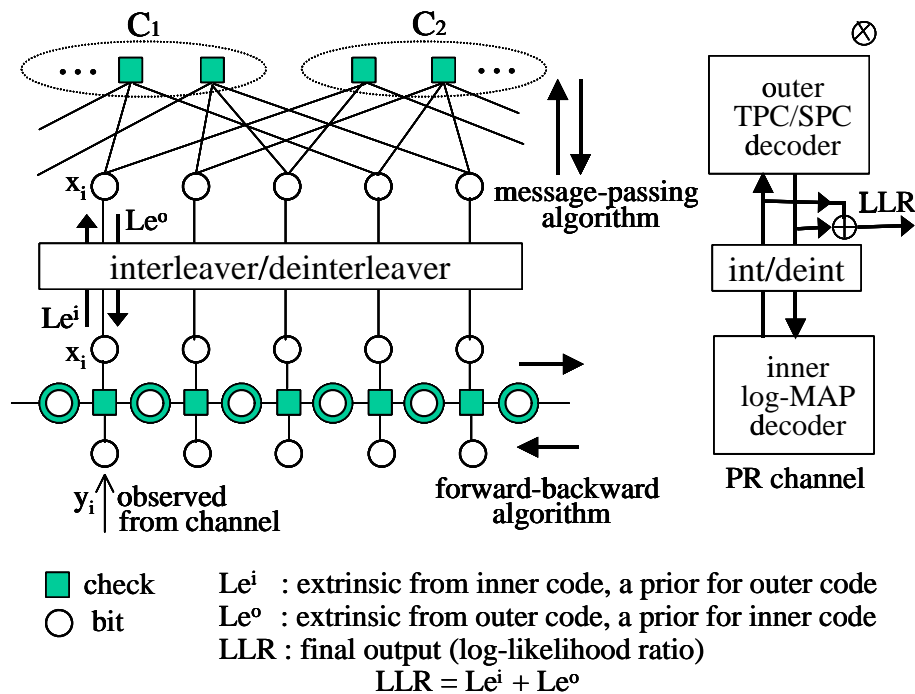 C1 C2
... ...
xi
Leo
message-passing
algorithm
interleaver/deinterleaver
Lei
xi
yi observed
from channel
forward-backward
algorithm
outer
TPC/SPC
decoder
LLR
int/deint
inner
log-MAP
decoder
PR channel
check
bit
Lei : extrinsic from inner code, a prior for outer code
Leo : extrinsic from outer code, a prior for inner code
LLR : final output (log-likelihood ratio)
LLR = Lei + Leo